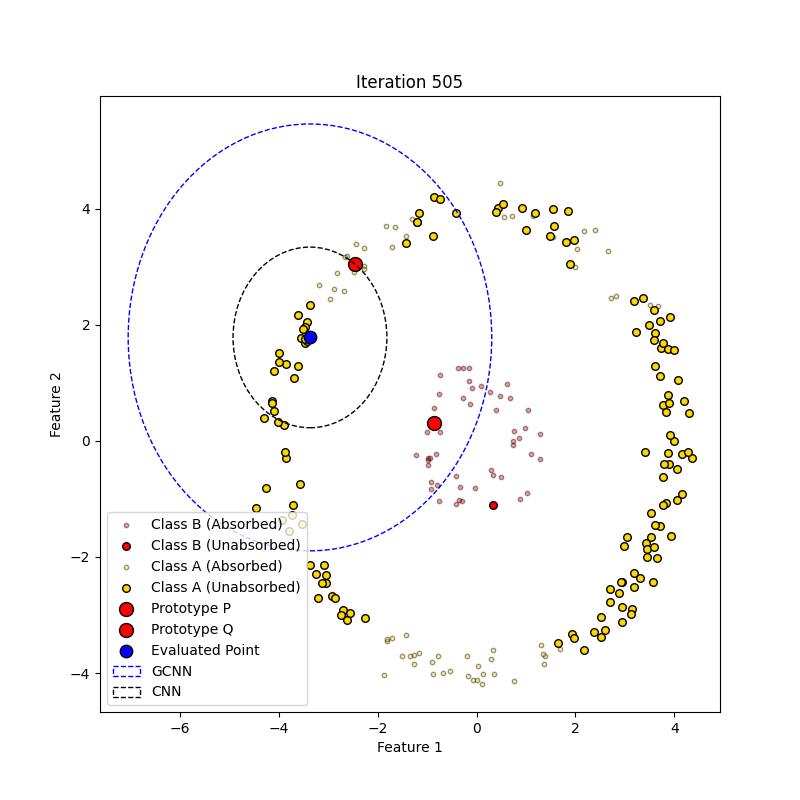 Iteration 505
Feature 2
4
2
0
−2
−4
Class B (Absorbed)
Class B (Unabsorbed)
Class A (Absorbed)
Class A (Unabsorbed)
Prototype P
Prototype Q
Evaluated Point
GCNN
CNN
−6 −4 −2 0 2 4
Feature 1